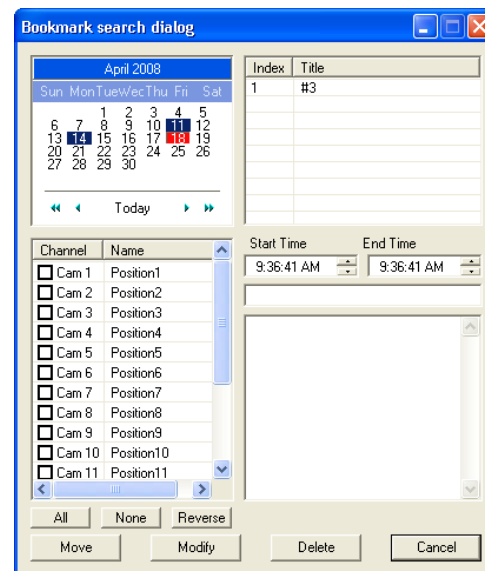 Bookmark search dialog
April 2008
Sun MonTueWecThu Fri Sat
1 2 3 4 5
6 7 8 9 10 11 12
13 14 15 16 17 18 19
20 21 22 23 24 25 26
27 28 29 30
Today
Index Title
1 #3
Channel Name
Cam 1 Position1
Cam 2 Position2
Cam 3 Position3
Cam 4 Position4
Cam 5 Position5
Cam 6 Position6
Cam 7 Position7
Cam 8 Position8
Cam 9 Position9
Cam 10 Position10
Cam 11 Position11
Start Time End Time
9:36:41 AM 9:36:41 AM
All None Reverse
Move Modify Delete Cancel